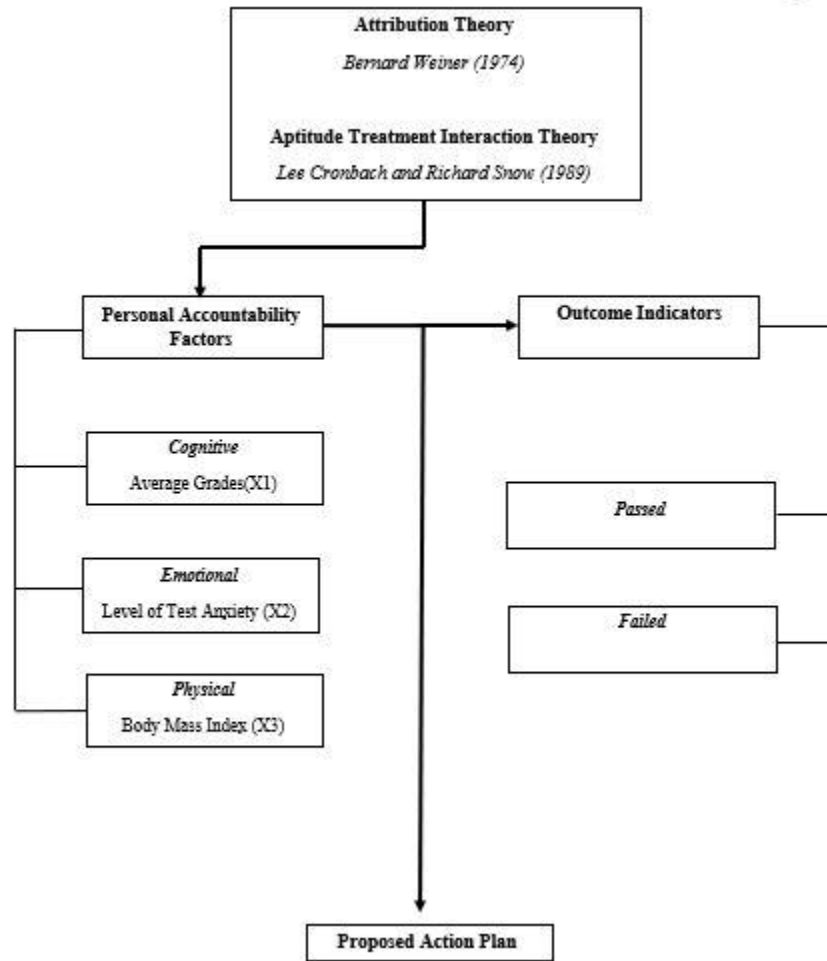 Attribution Theory
Bernard Weiner (1974)
Aptitude Treatment Interaction Theory
Lee Cronbach and Richard Snow (1989)
Personal Accountability
Factors
Outcome Indicators
Cognitive
Average Grades(X1)
Emotional
Level of Test Anxiety (X2)
Physical
Body Mass Index (X3)
Passed
Failed
Proposed Action Plan